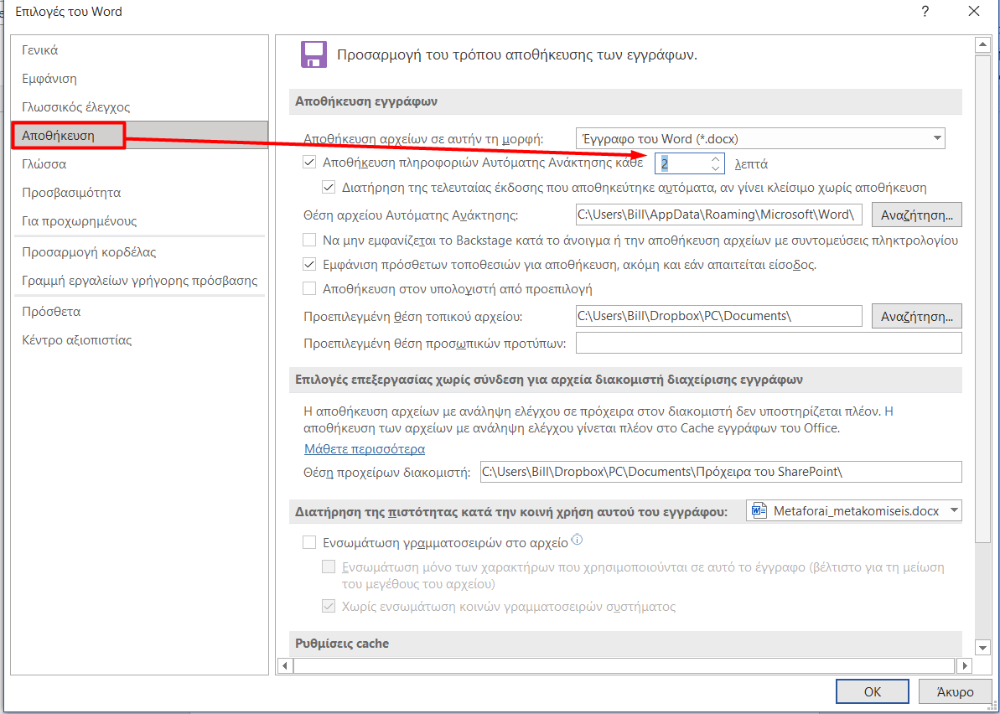 Επιλογές του Word
?
Γενικά
Εμφάνιση
Γλωσσικός έλεγχος
Αποθήκευση
Γλώσσα
Προσβασιμότητα
Για προχωρημένους
Προσαρμογή κορδέλας
Γραμμή εργαλείων γρήγορης πρόσβασης
Πρόσθετα
Κέντρο αξιοπιστίας
Προσαρμογή του τρόπου αποθήκευσης των εγγράφων.
Αποθήκευση εγγράφων
Αποθήκευση αρχείων σε αυτήν τη μορφή: Έγγραφο του Word (*.docx)
Αποθήκευση πληροφοριών Αυτόματης Ανάκτησης κάθε 2 λεπτά
Διατήρηση της τελευταίας έκδοσης που αποθηκεύτηκε αυτόματα, αν γίνει κλείσιμο χωρίς αποθήκευση
Θέση αρχείου Αυτόματης Ανάκτησης: C:\Users\Bill\AppData\Roaming\Microsoft\Word\ Αναζήτηση...
Να μην εμφανίζεται το Backstage κατά το άνοιγμα ή την αποθήκευση αρχείων με συντομεύσεις πληκτρολογίου
Εμφάνιση πρόσθετων τοποθεσιών για αποθήκευση, ακόμη και εάν απαιτείται είσοδος.
Αποθήκευση στον υπολογιστή από προεπιλογή
Προεπιλεγμένη θέση τοπικού αρχείου: C:\Users\Bill\Dropbox\PC\Documents\ Αναζήτηση...
Προεπιλεγμένη θέση προσωπικών προτύπων:
Επιλογές επεξεργασίας χωρίς σύνδεση για αρχεία διακομιστή διαχείρισης εγγράφων
Η αποθήκευση αρχείων με ανάληψη ελέγχου σε πρόχειρα στον διακομιστή δεν υποστηρίζεται πλέον. Η
αποθήκευση των αρχείων με ανάληψη ελέγχου γίνεται πλέον στο Cache εγγράφων του Office.
Μάθετε περισσότερα
Θέση προχείρων διακομιστή: C:\Users\Bill\Dropbox\PC\Documents\Πρόχειρα του SharePoint\
Διατήρηση της πιστότητας κατά την κοινή χρήση αυτού του εγγράφου: Metaforai_metakomiseis.docx
Ενσωμάτωση γραμματοσειρών στο αρχείο
Ενσωμάτωση μόνο των χαρακτήρων που χρησιμοποιούνται σε αυτό το έγγραφο (βέλτιστο για τη μείωση
του μεγέθους του αρχείου)
Χωρίς ενσωμάτωση κοινών γραμματοσειρών συστήματος
Ρυθμίσεις cache
OK
Άκυρο